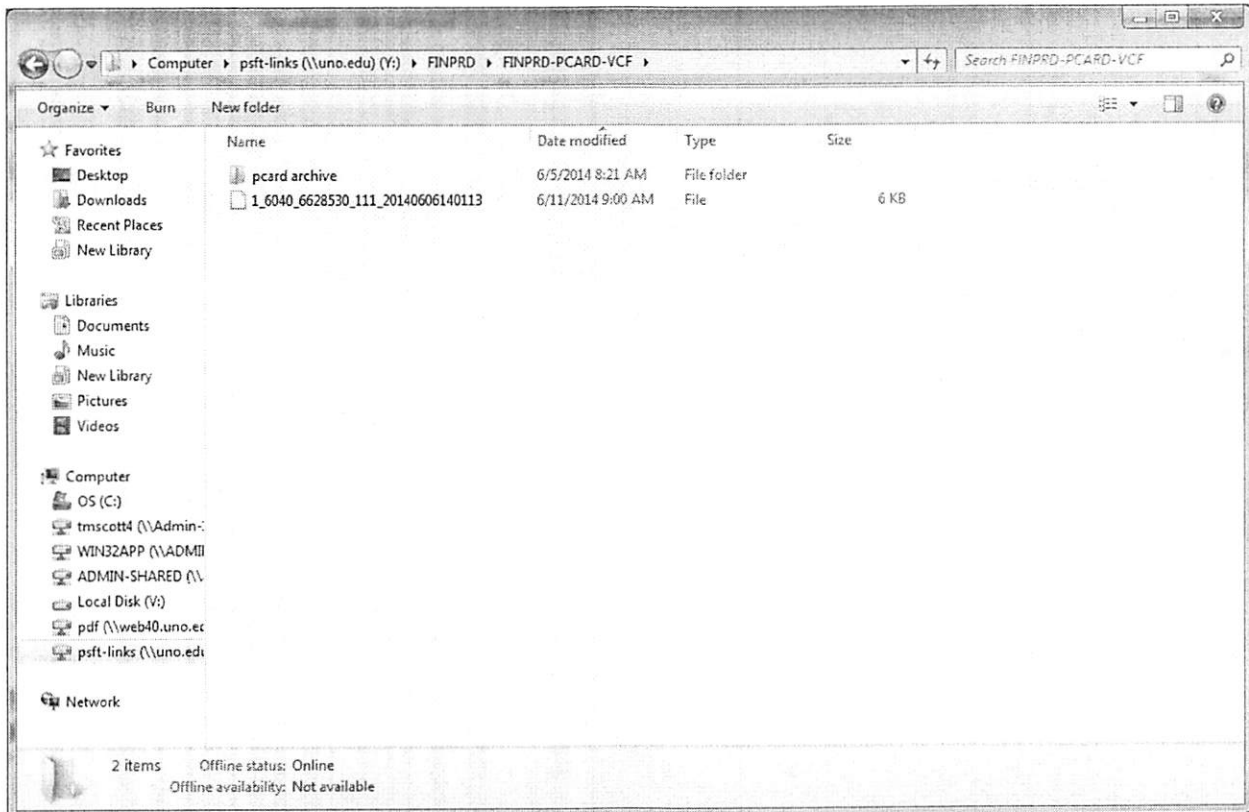 Computer ▸ psft-links (\\uno.edu) (Y:) ▸ FINPRD ▸ FINPRD-PCARD-VCF ▸
Search FINPRD-PCARD-VCF
Organize ▾ Burn New folder
Name Date modified Type Size
pcard archive 6/5/2014 8:21 AM File folder
1_6040_6628530_111_20140606140113 6/11/2014 9:00 AM File 6 KB
Favorites
Desktop
Downloads
Recent Places
New Library
Libraries
Documents
Music
New Library
Pictures
Videos
Computer
OS (C:)
tmscott4 (\\Admin-
WIN32APP (\\ADMI
ADMIN-SHARED (\\
Local Disk (V:)
pdf (\\web40.uno.ec
psft-links (\\uno.edu
Network
2 items Offline status: Online
Offline availability: Not available